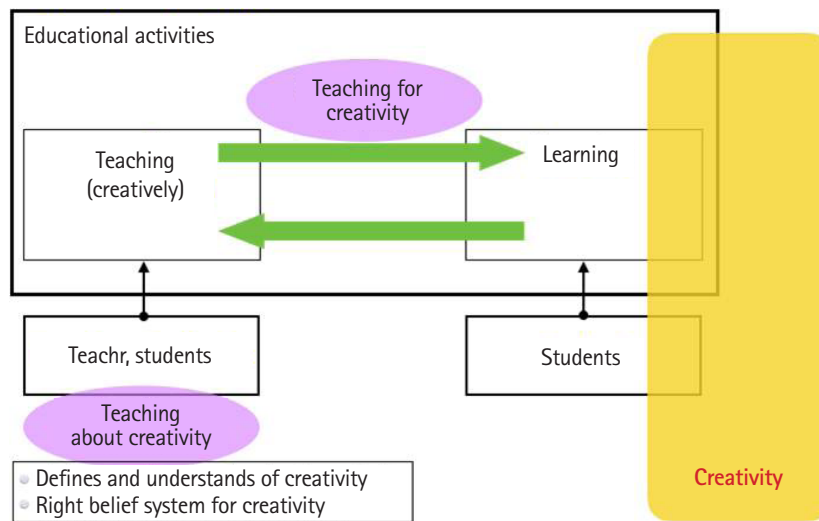 Educational activities
Teaching for
creativity
Teaching
(creatively)
Learning
Teachr, students
Students
Teaching
about creativity
Defines and understands of creativity
Right belief system for creativity
Creativity